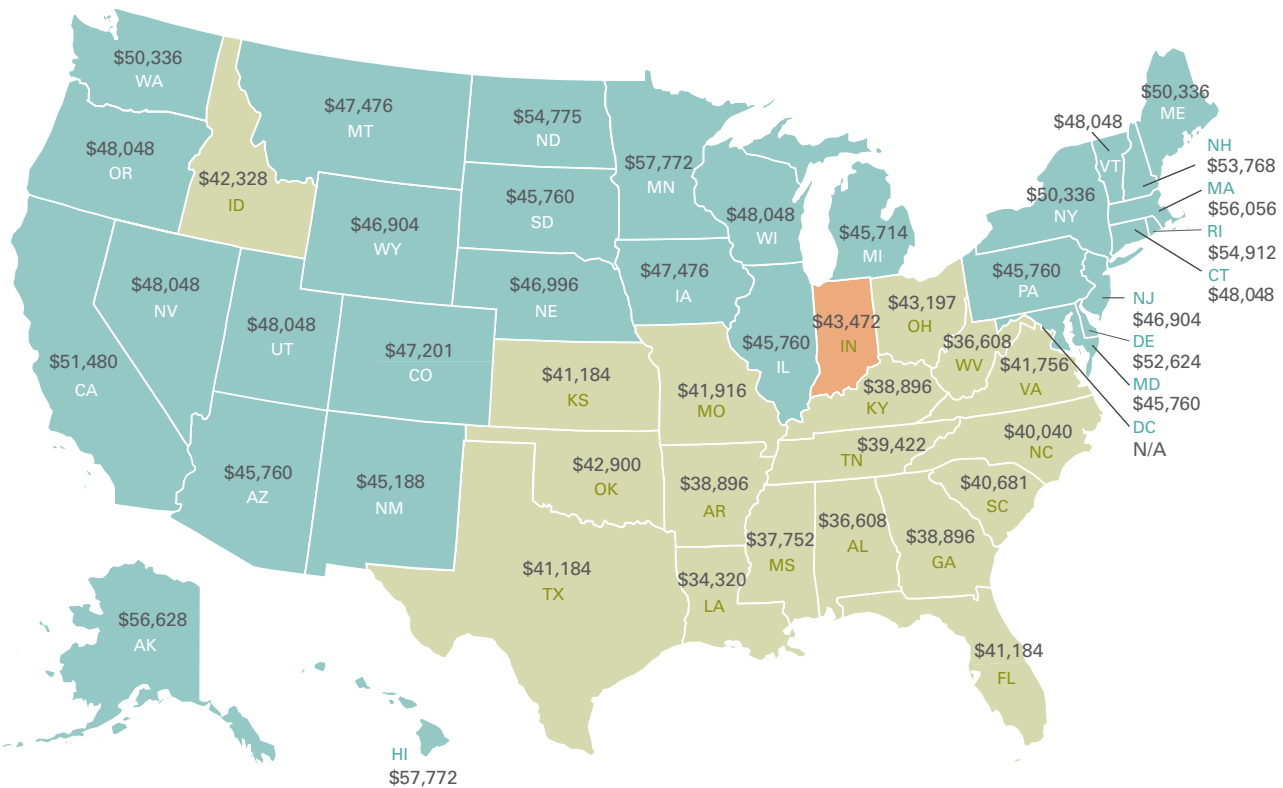 $50,336
WA
$48,048
OR
$42,328
ID
$47,476
MT
$54,775
ND
$57,772
MN
$45,760
SD
$46,904
WY
$48,048
WI
$45,714
MI
$50,336
ME
$48,048
VT
NH
$53,768
MA
$56,056
RI
$54,912
CT
$48,048
$50,336
NY
$45,760
PA
NJ
$46,904
DE
$52,624
MD
$45,760
DC
N/A
$51,480
CA
$48,048
NV
$48,048
UT
$47,201
CO
$46,996
NE
$47,476
IA
$45,760
IL
$43,472
IN
$43,197
OH
$36,608
WV
$41,756
VA
$41,184
KS
$41,916
MO
$38,896
KY
$39,422
TN
$40,040
NC
$45,760
AZ
$45,188
NM
$42,900
OK
$38,896
AR
$40,681
SC
$41,184
TX
$34,320
LA
$37,752
MS
$36,608
AL
$38,896
GA
$41,184
FL
$56,628
AK
HI
$57,772